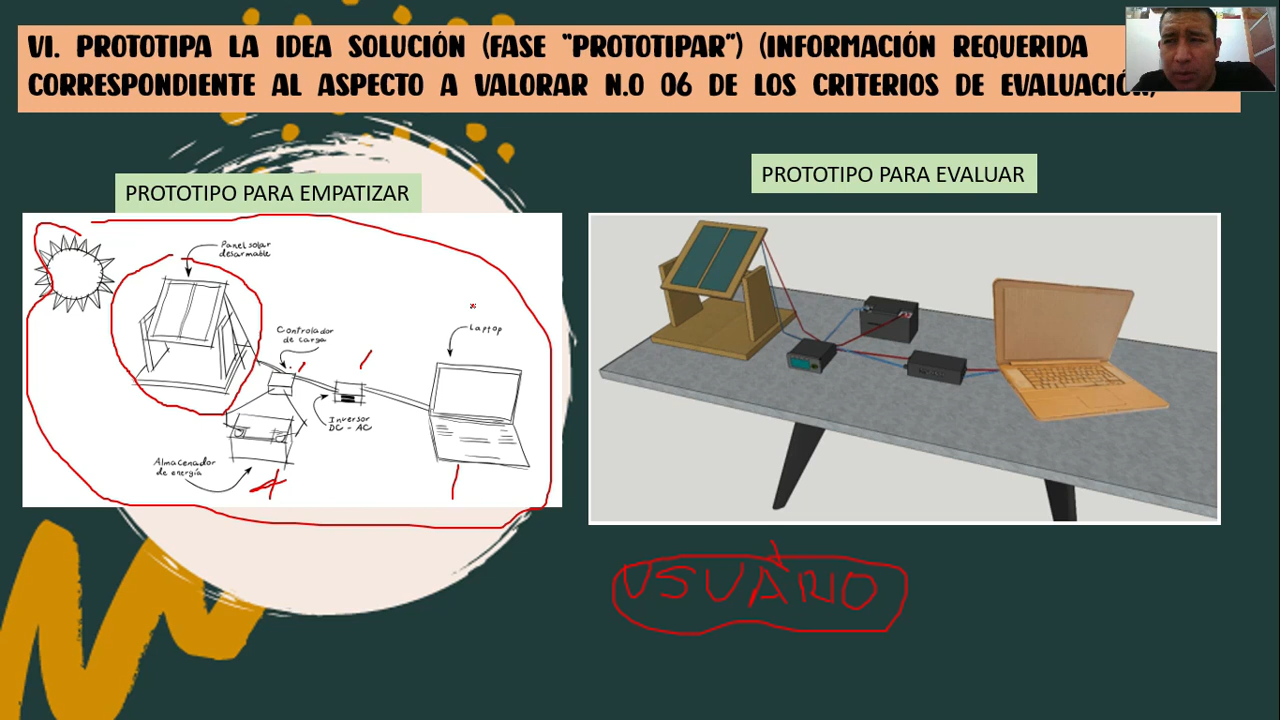 VI. PROTOTIPA LA IDEA SOLUCIÓN (FASE "PROTOTIPAR") (INFORMACIÓN REQUERIDA
CORRESPONDIENTE AL ASPECTO A VALORAR N.O 06 DE LOS CRITERIOS DE EVALUACIÓN)
PROTOTIPO PARA EMPATIZAR
PROTOTIPO PARA EVALUAR
Panel solar
desarmable
Controlador
de carga
Laptop
Inversor
DC - AC
Almacenador
de energía
USUARIO